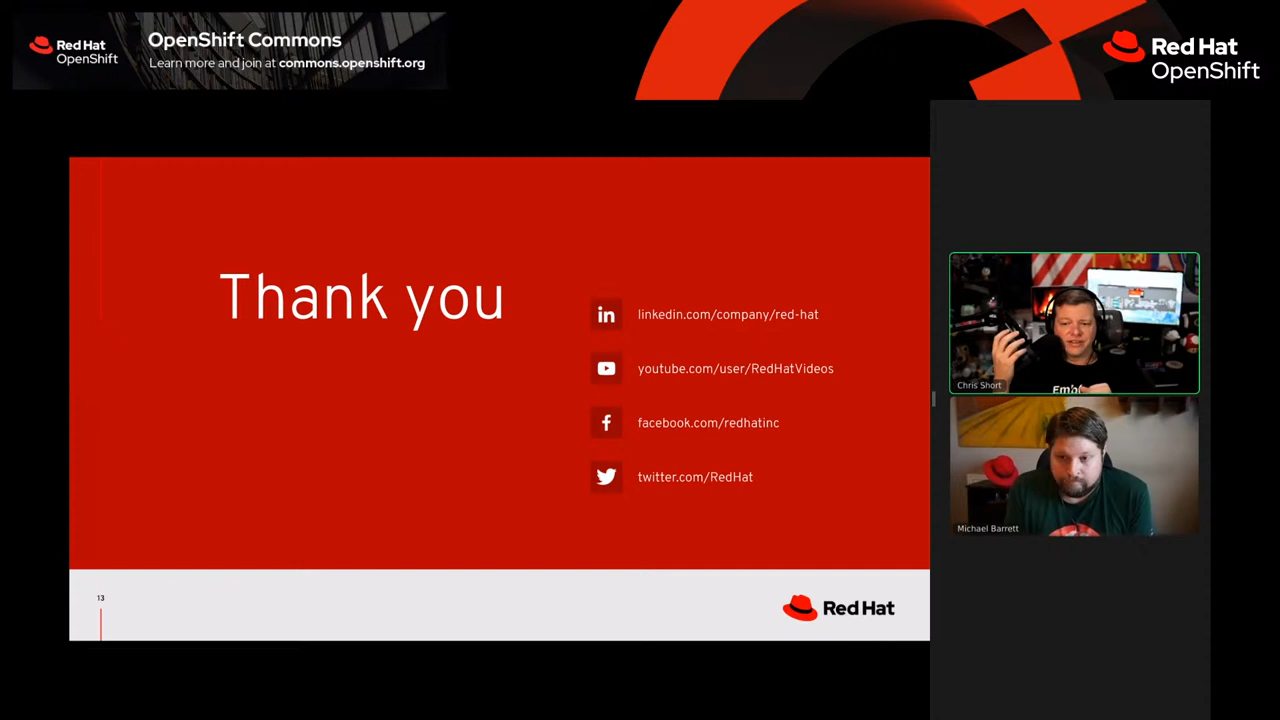 Red Hat
OpenShift
OpenShift Commons
Learn more and join at commons.openshift.org
Red Hat
OpenShift
Thank you
linkedin.com/company/red-hat
youtube.com/user/RedHatVideos
facebook.com/redhatinc
twitter.com/RedHat
13
Red Hat
Chris Short
Michael Barrett